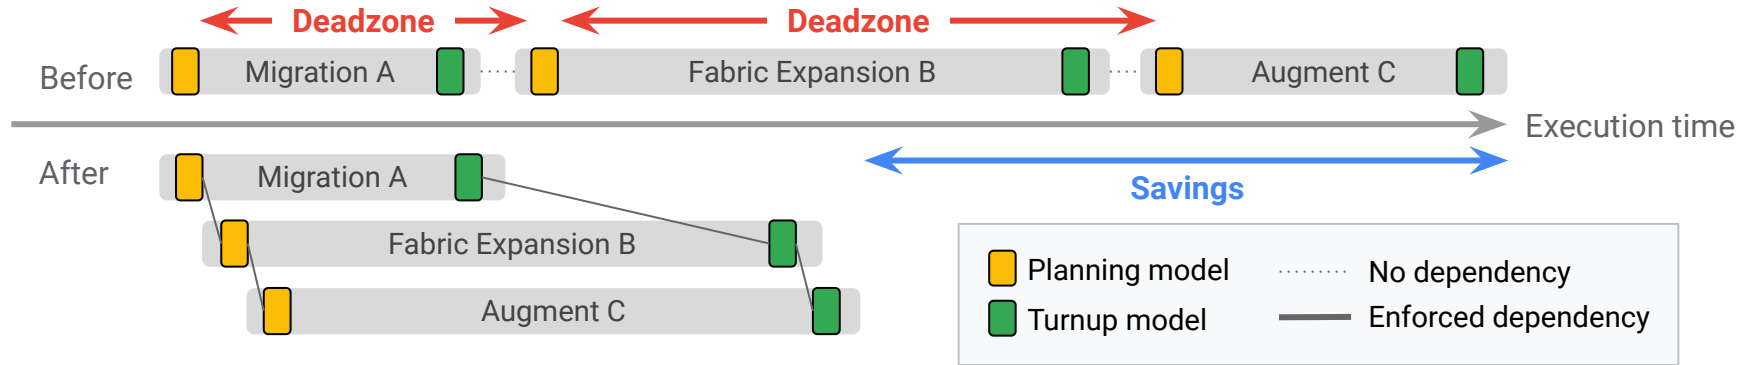 Deadzone
Deadzone
Before
Migration A
Fabric Expansion B
Augment C
Execution time
After
Migration A
Savings
Fabric Expansion B
Augment C
Planning model
No dependency
Turnup model
Enforced dependency